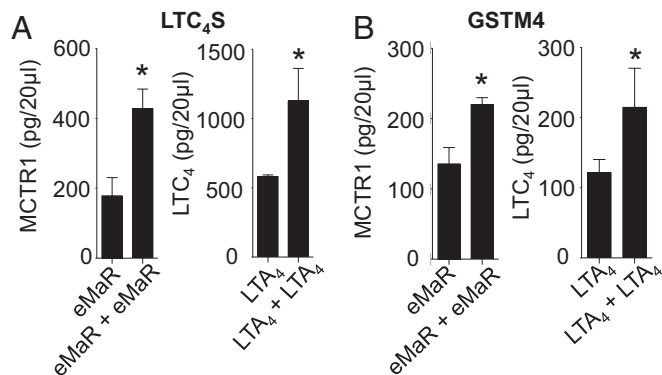 A
LTC₄S
MCTR1 (pg/20µl)
600
400
200
0
*
eMaR
eMaR + eMaR
LTC₄ (pg/20µl)
1500
1000
500
0
*
LTA₄
LTA₄ + LTA₄
B
GSTM4
MCTR1 (pg/20µl)
300
200
100
0
*
eMaR
eMaR + eMaR
LTC₄ (pg/20µl)
300
200
100
0
*
LTA₄
LTA₄ + LTA₄